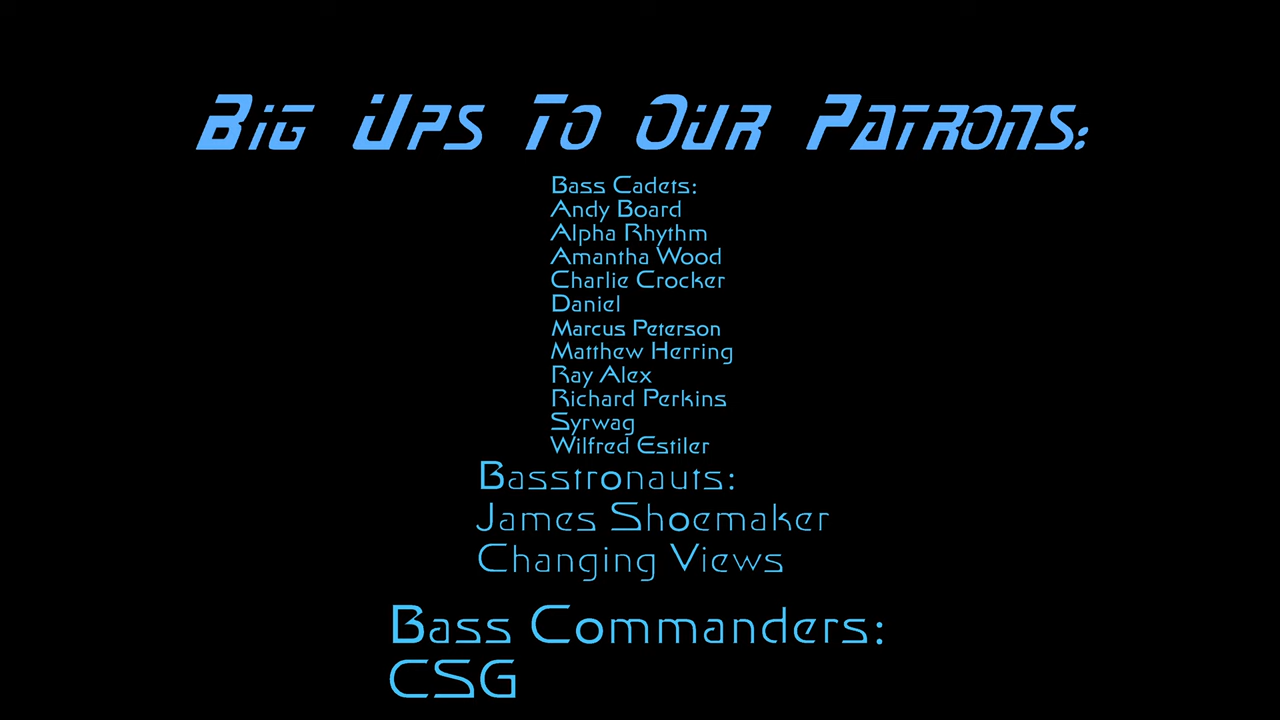 Big Ups To Our Patrons:
Bass Cadets:
Andy Board
Alpha Rhythm
Amantha Wood
Charlie Crocker
Daniel
Marcus Peterson
Matthew Herring
Ray Alex
Richard Perkins
Syrwag
Wilfred Estiler
Basstronauts:
James Shoemaker
Changing Views
Bass Commanders:
CSG